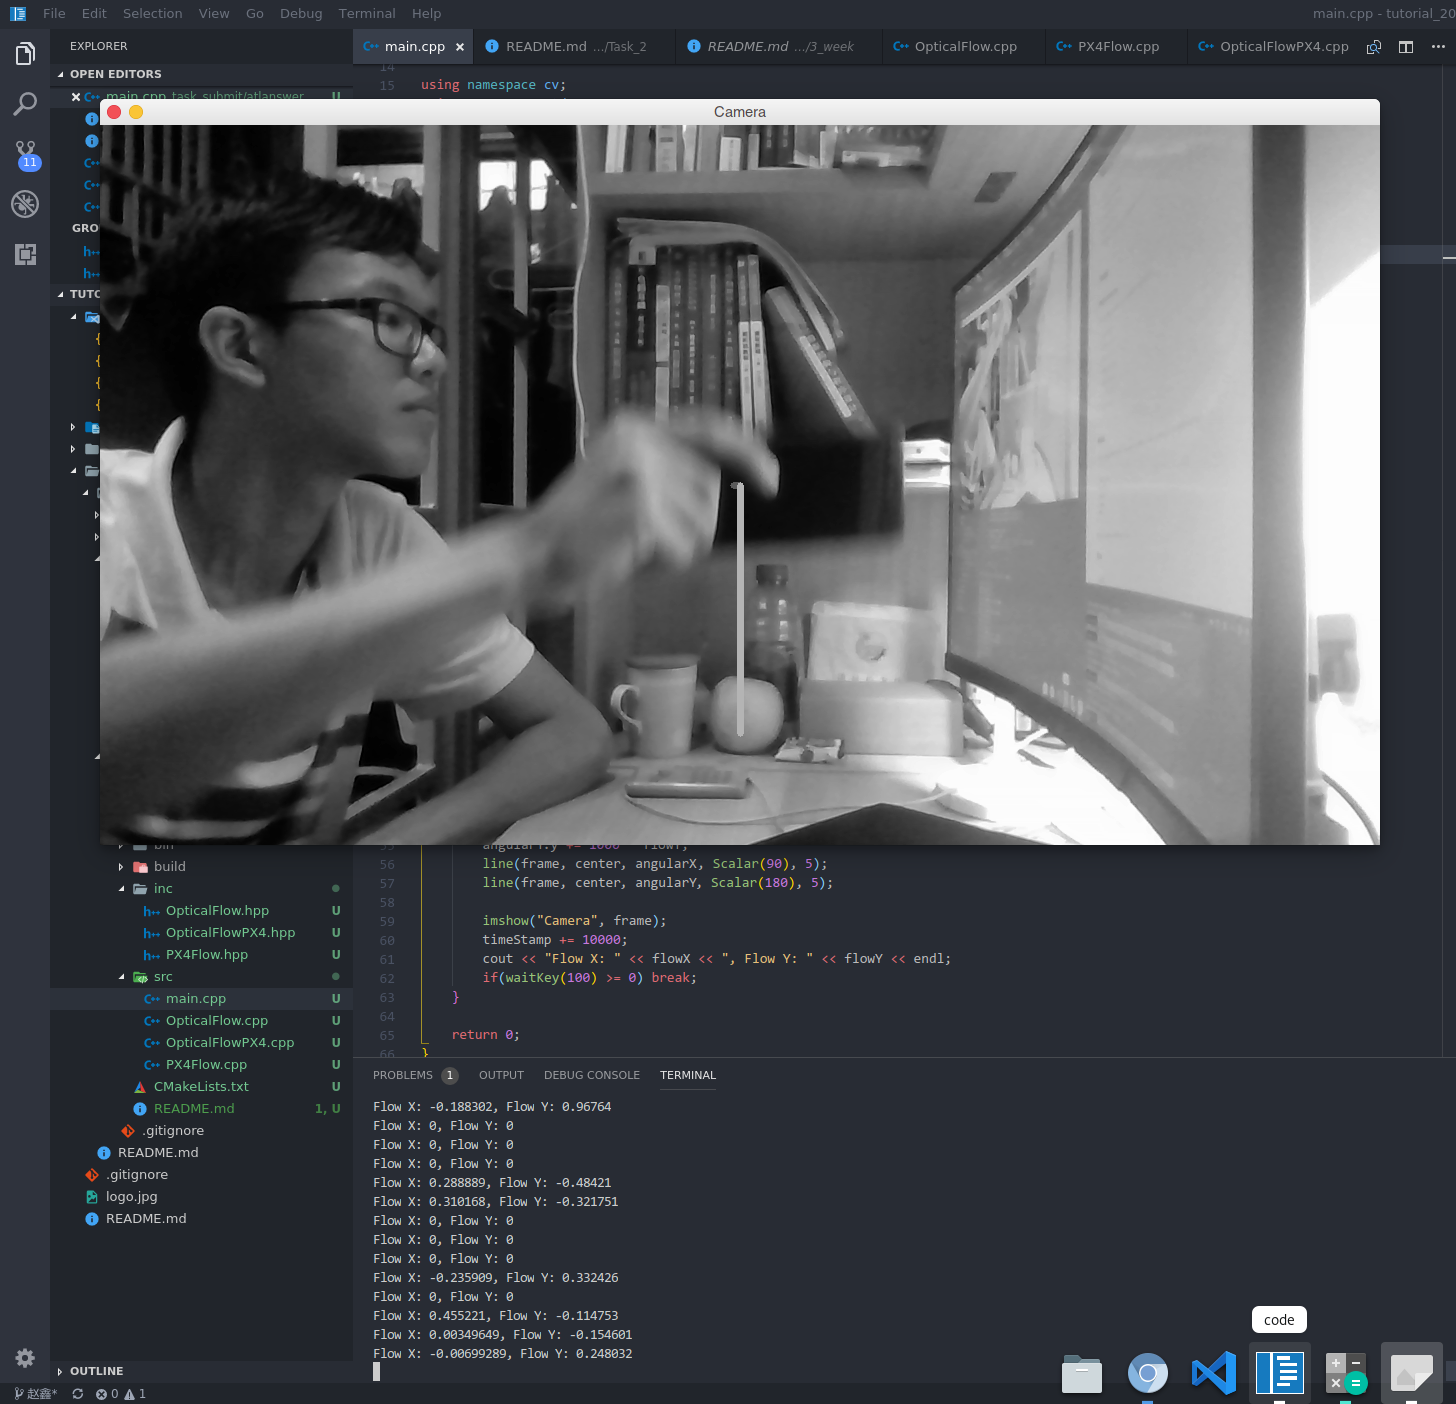 File Edit Selection View Go Debug Terminal Help main.cpp - tutorial_20
EXPLORER
main.cpp × README.md .../Task_2 README.md .../3_week OpticalFlow.cpp PX4Flow.cpp OpticalFlowPX4.cpp
OPEN EDITORS
main.cpp task_submit/atlanswer U
11
GRO
TUTO
14
15 using namespace cv;
Camera
bin
build
inc
OpticalFlow.hpp U
OpticalFlowPX4.hpp U
PX4Flow.hpp U
src
main.cpp U
OpticalFlow.cpp U
OpticalFlowPX4.cpp U
PX4Flow.cpp U
CMakeLists.txt U
README.md 1, U
.gitignore
README.md
.gitignore
logo.jpg
README.md
OUTLINE
56 line(frame, center, angularX, Scalar(90), 5);
57 line(frame, center, angularY, Scalar(180), 5);
58
59 imshow("Camera", frame);
60 timeStamp += 10000;
61 cout << "Flow X: " << flowX << ", Flow Y: " << flowY << endl;
62 if(waitKey(100) >= 0) break;
63 }
64
65 return 0;
66 }
PROBLEMS 1 OUTPUT DEBUG CONSOLE TERMINAL
Flow X: -0.188302, Flow Y: 0.96764
Flow X: 0, Flow Y: 0
Flow X: 0, Flow Y: 0
Flow X: 0, Flow Y: 0
Flow X: 0.288889, Flow Y: -0.48421
Flow X: 0.310168, Flow Y: -0.321751
Flow X: 0, Flow Y: 0
Flow X: 0, Flow Y: 0
Flow X: 0, Flow Y: 0
Flow X: -0.235909, Flow Y: 0.332426
Flow X: 0, Flow Y: 0
Flow X: 0.455221, Flow Y: -0.114753
Flow X: 0.00349649, Flow Y: -0.154601
Flow X: -0.00699289, Flow Y: 0.248032
code
赵鑫* 0 1